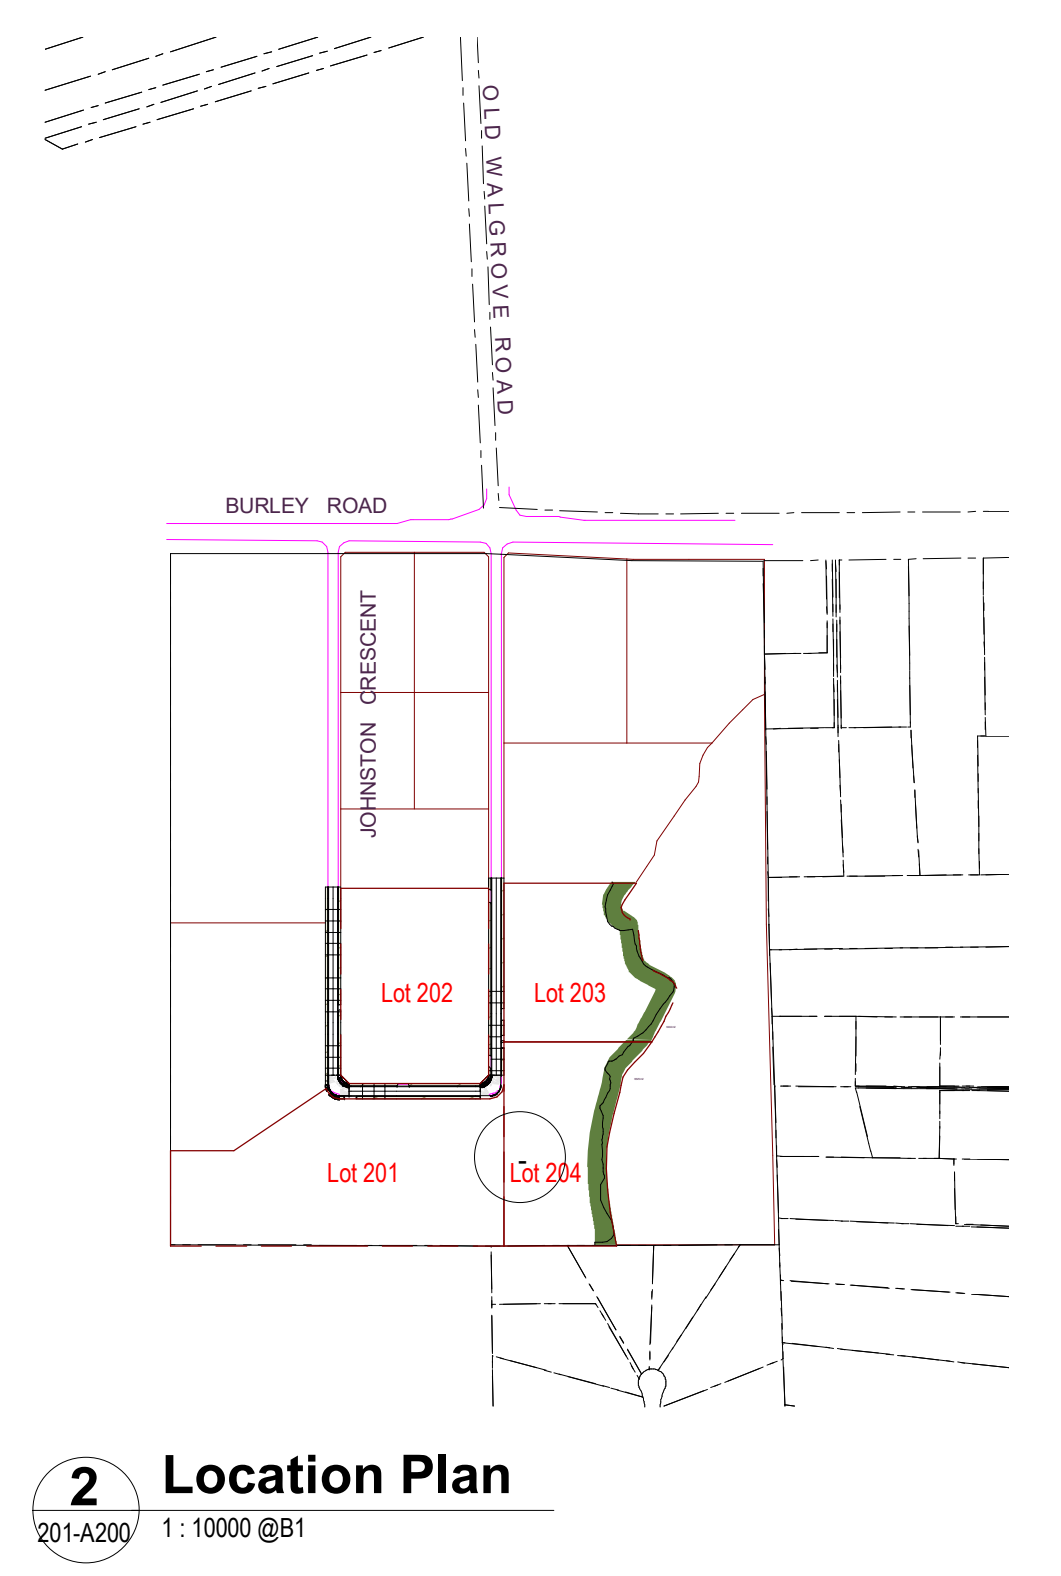 OLD WALGROVE ROAD
BURLEY ROAD
JOHNSTON CRESCENT
Lot 202
Lot 203
Lot 201
Lot 204
-
2
201-A200
Location Plan
1 : 10000 @B1